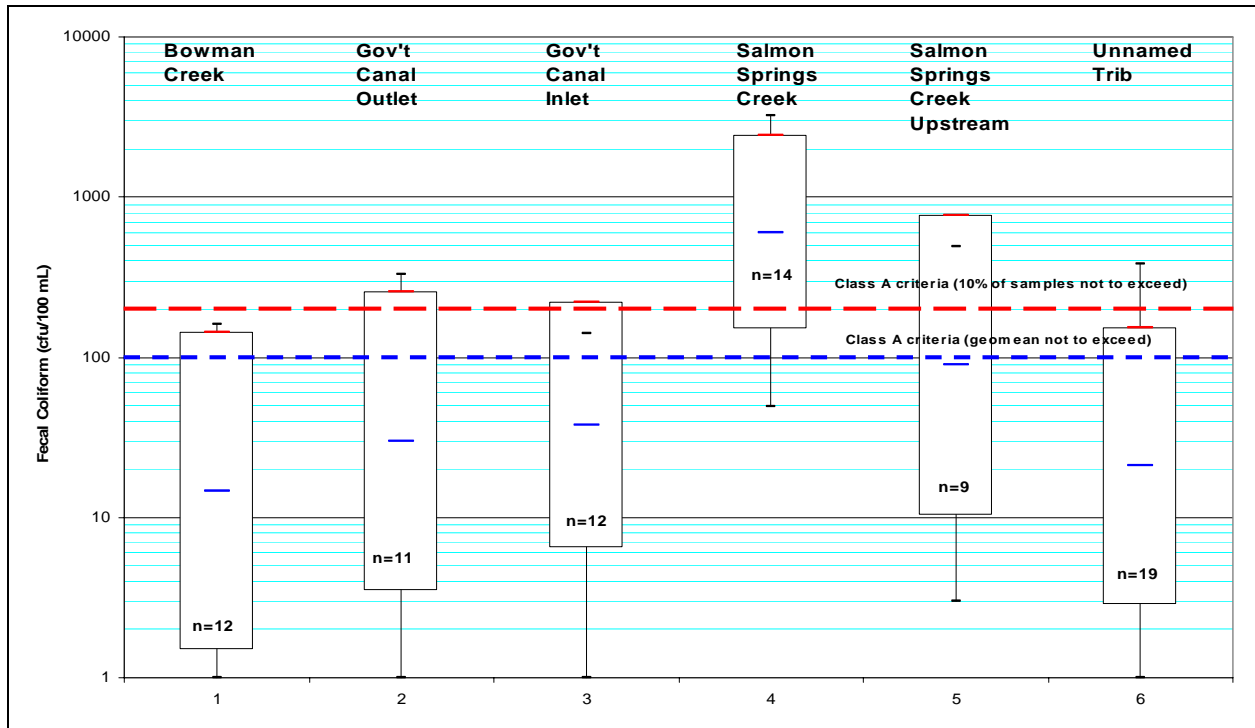 10000
1000
100
10
1
Fecal Coliform (cfu/100 mL)
Bowman
Creek
Gov't
Canal
Outlet
Gov't
Canal
Inlet
Salmon
Springs
Creek
Salmon
Springs
Creek
Upstream
Unnamed
Trib
n=14
Class A criteria (10% of samples not to exceed)
Class A criteria (geomean not to exceed)
n=9
n=12
n=11
n=19
n=12
1
2
3
4
5
6